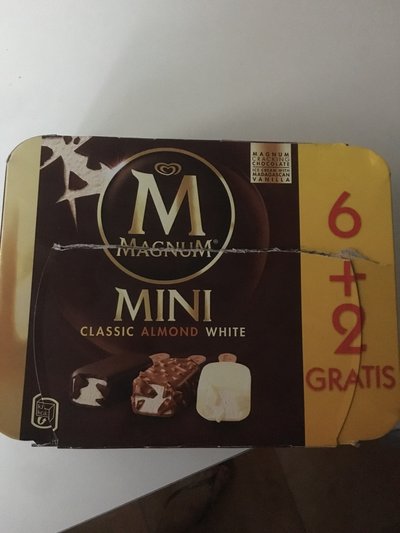 MAGNUM
CRACKING
CHOCOLATE
ICE CREAM WITH
MADAGASCAN
VANILLA
M
MAGNUM®
MINI
CLASSIC ALMOND WHITE
6
+2
GRATIS